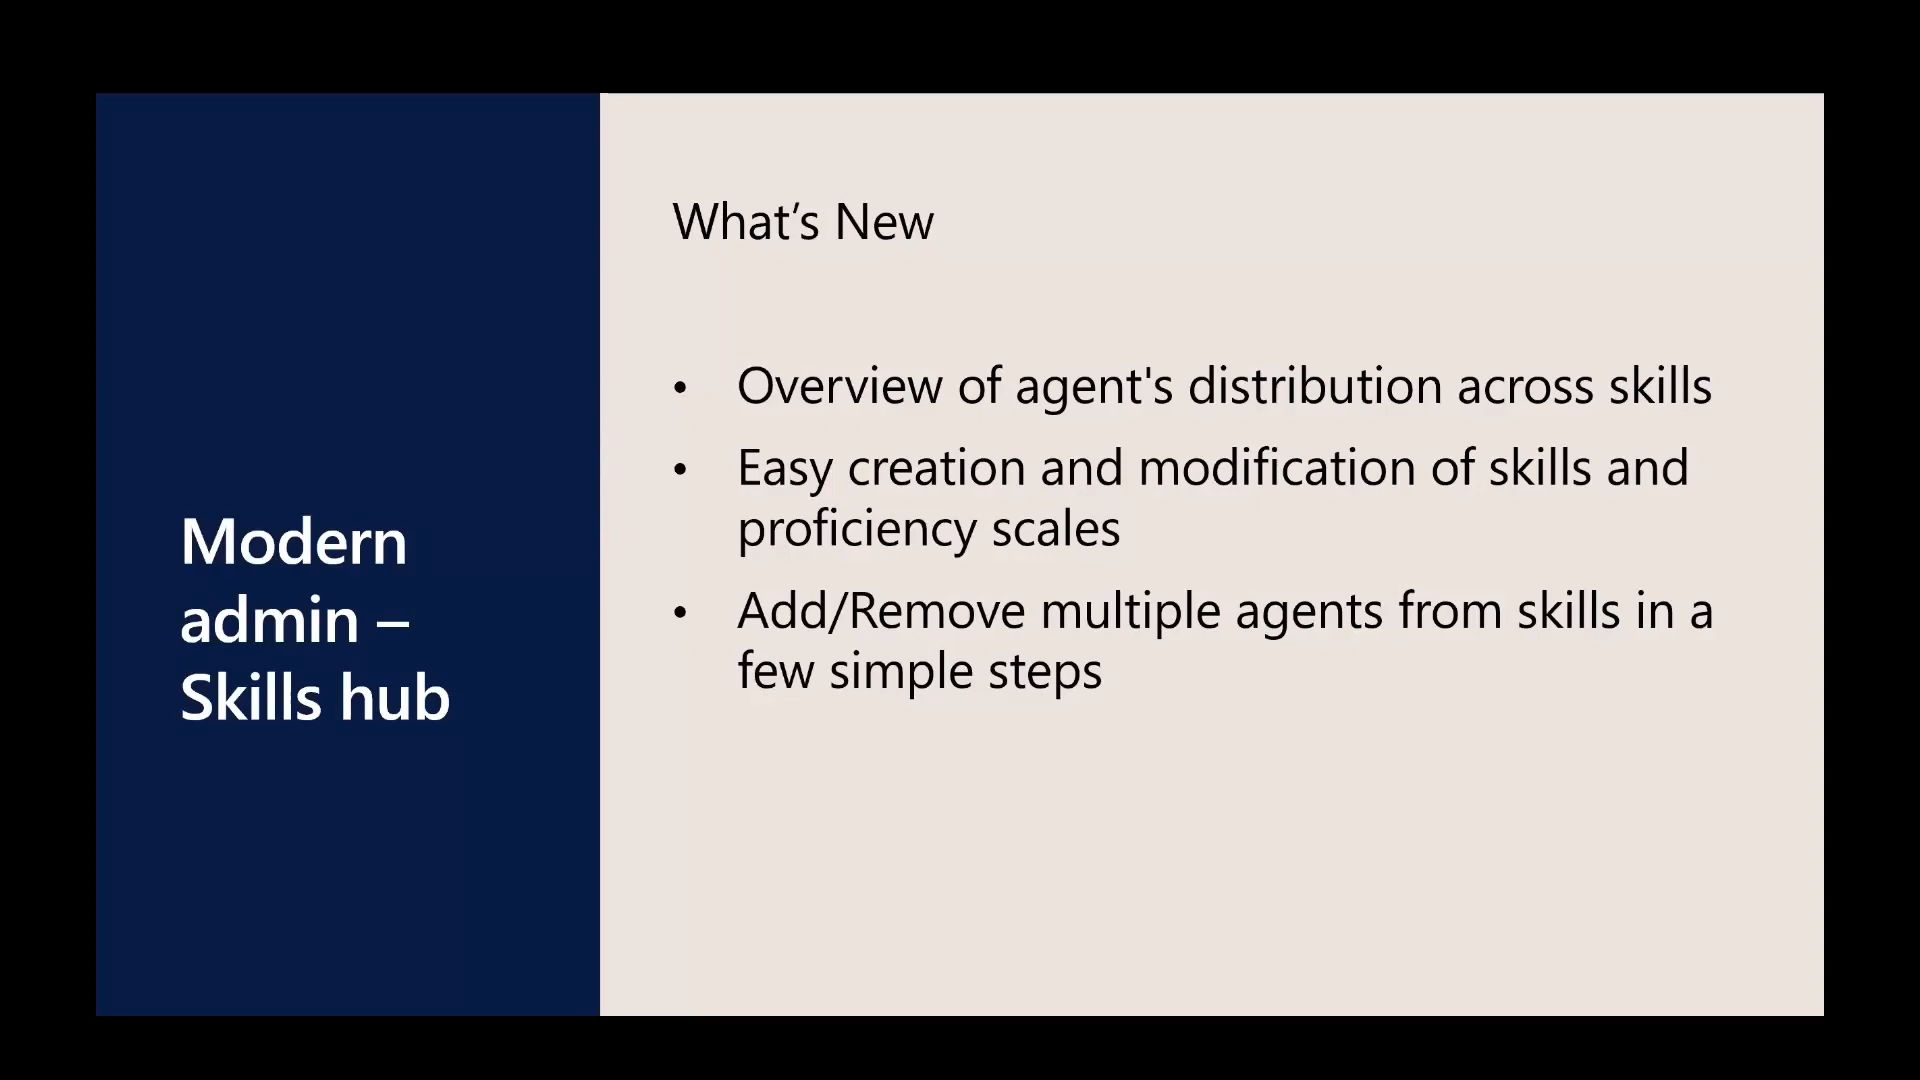 Modern
admin –
Skills hub
What’s New
• Overview of agent's distribution across skills
• Easy creation and modification of skills and
proficiency scales
• Add/Remove multiple agents from skills in a
few simple steps